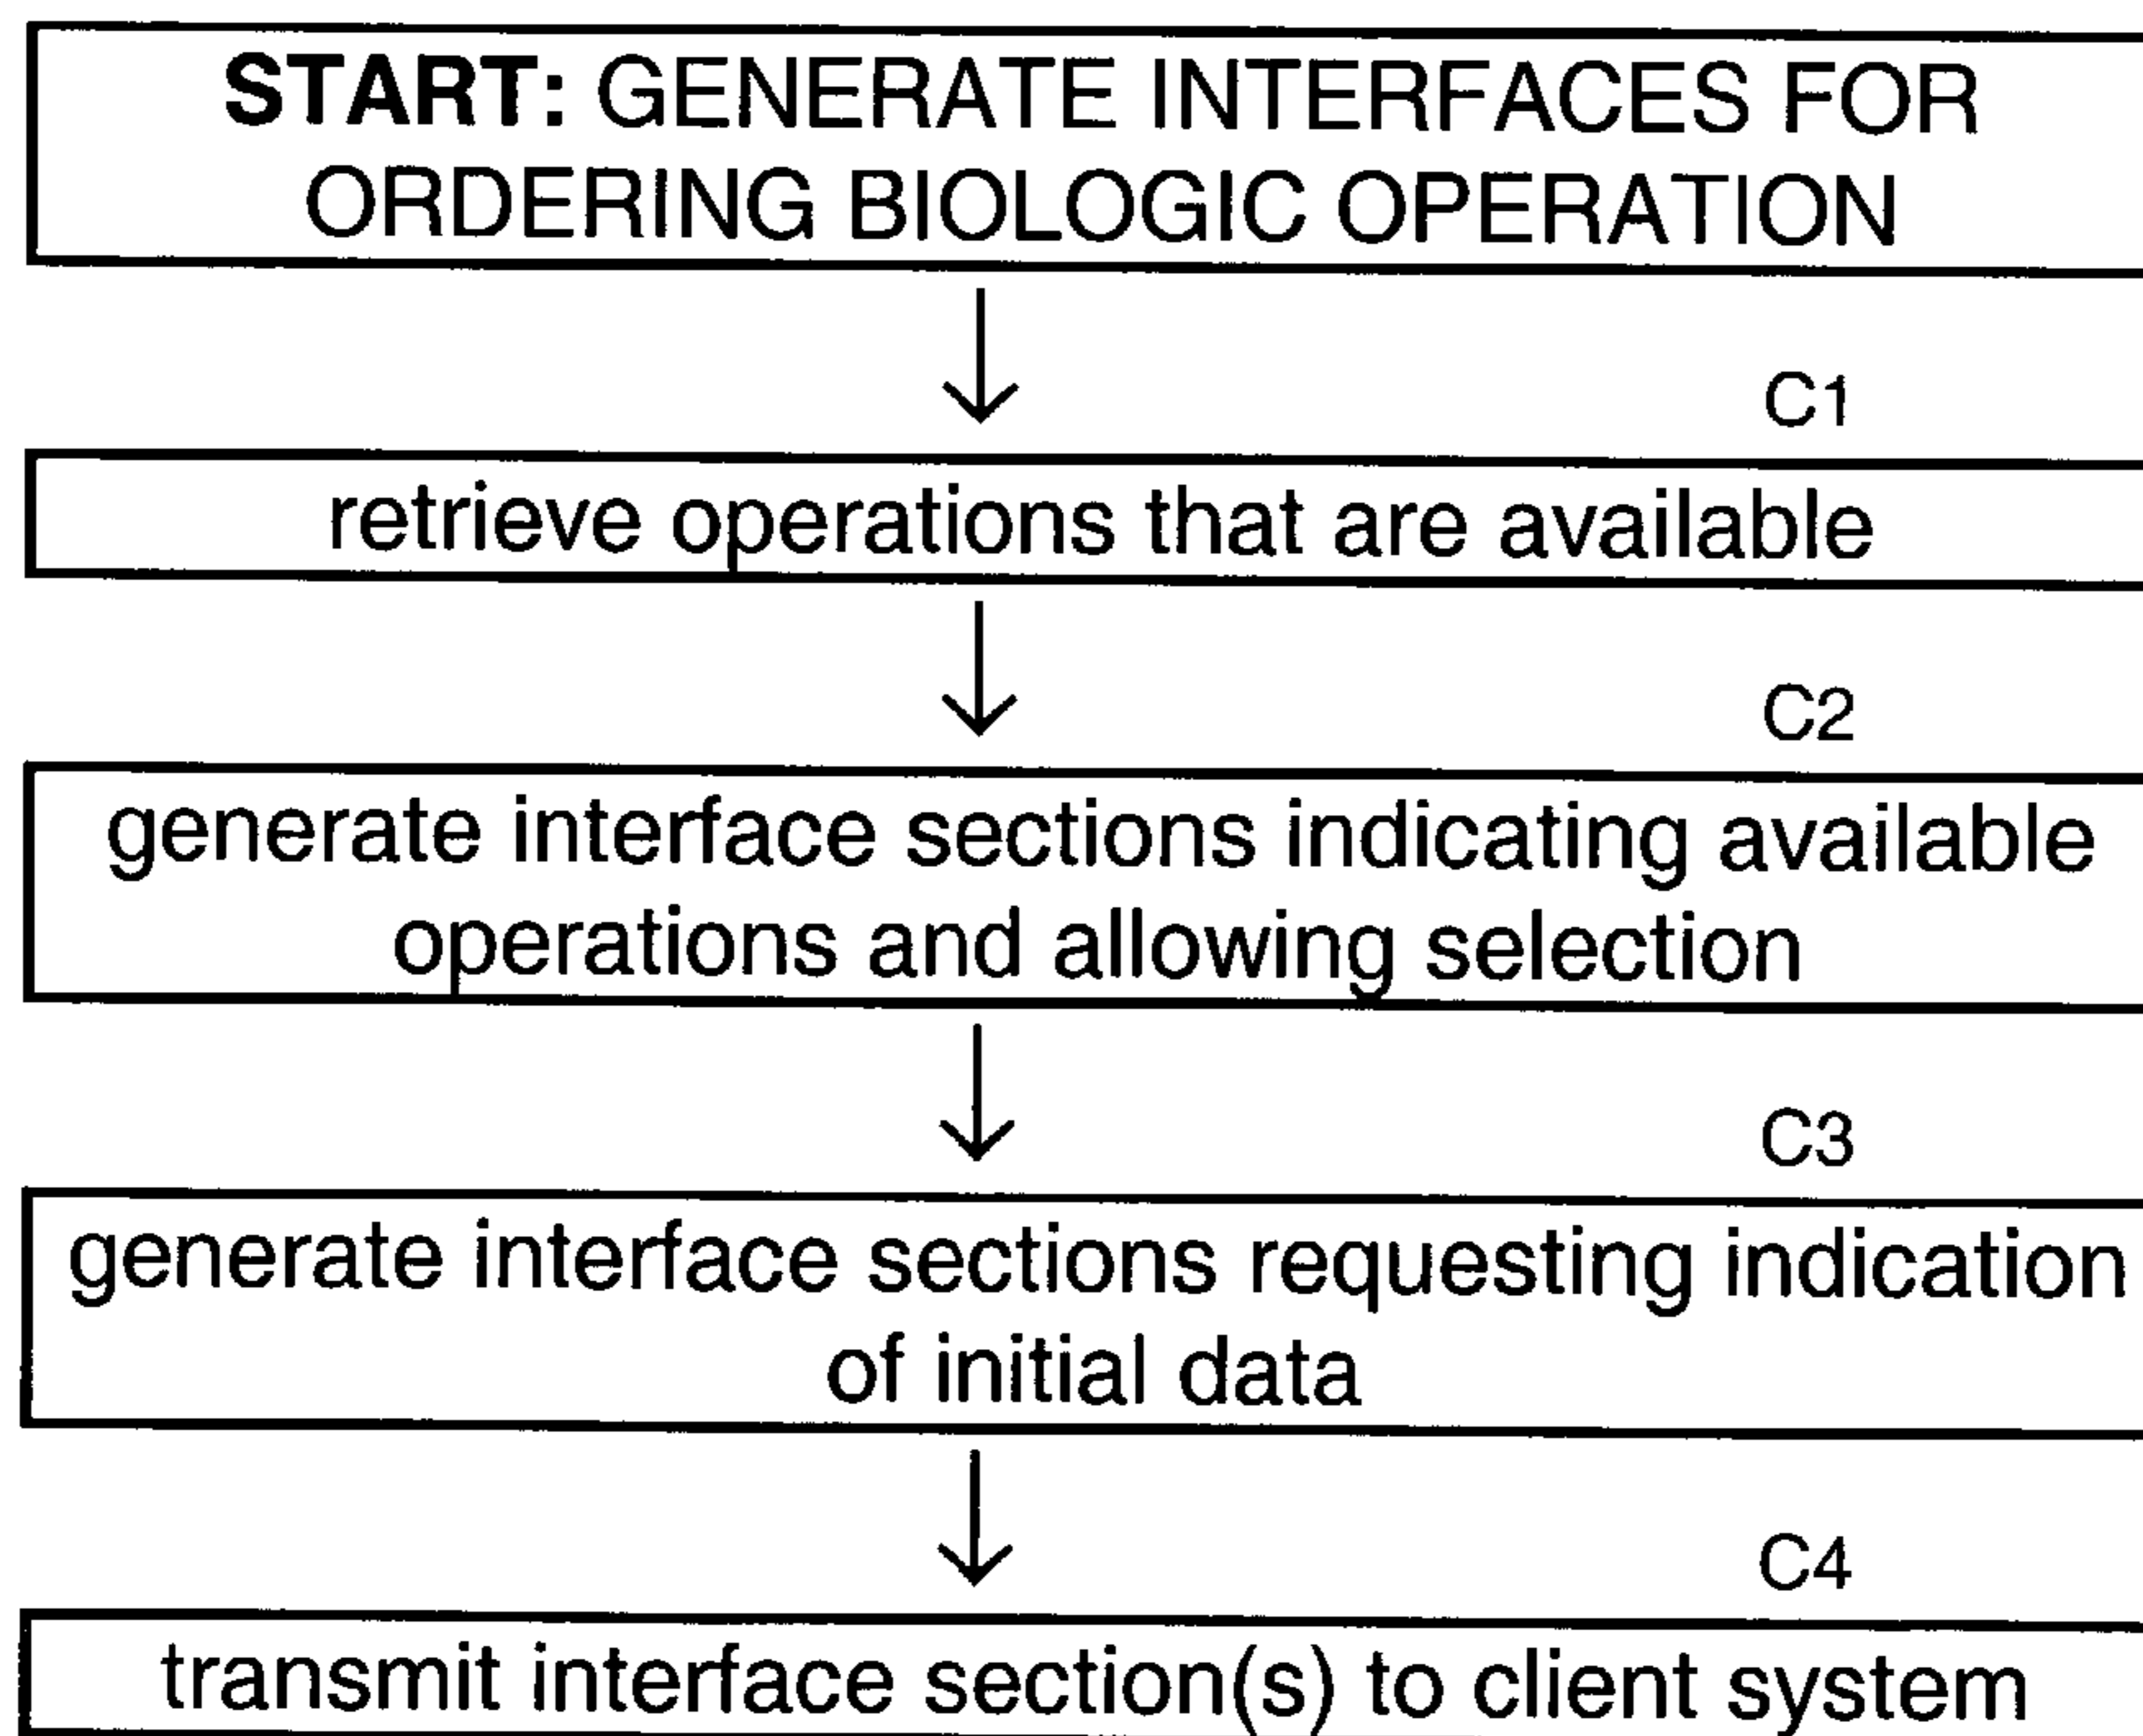 START: GENERATE INTERFACES FOR
ORDERING BIOLOGIC OPERATION
C1
retrieve operations that are available
C2
generate interface sections indicating available
operations and allowing selection
C3
generate interface sections requesting indication
of initial data
C4
transmit interface section(s) to client system